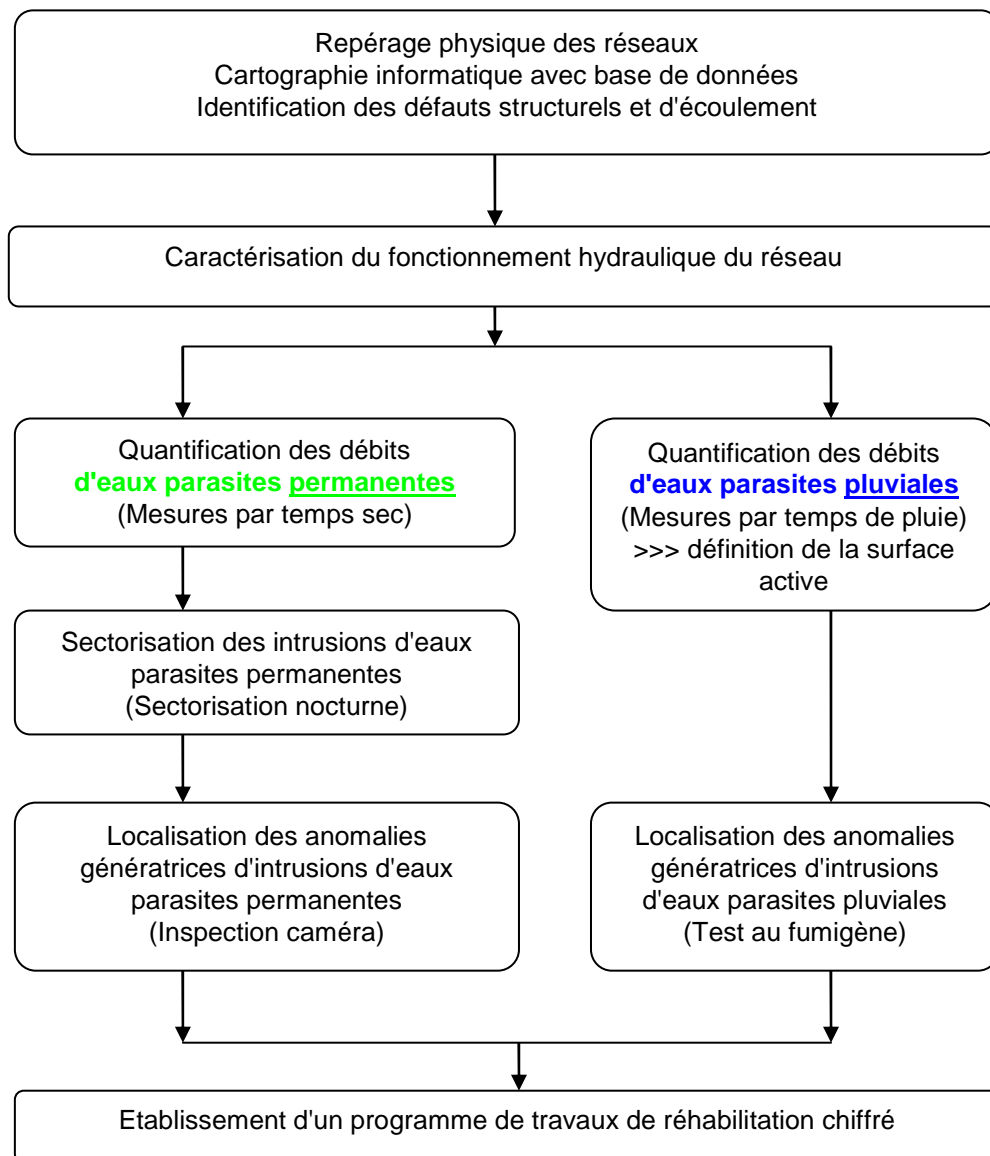 Repérage physique des réseaux
Cartographie informatique avec base de données
Identification des défauts structurels et d'écoulement
Caractérisation du fonctionnement hydraulique du réseau
Quantification des débits
d'eaux parasites permanentes
(Mesures par temps sec)
Quantification des débits
d'eaux parasites pluviales
(Mesures par temps de pluie)
>>> définition de la surface
active
Sectorisation des intrusions d'eaux
parasites permanentes
(Sectorisation nocturne)
Localisation des anomalies
génératrices d'intrusions d'eaux
parasites permanentes
(Inspection caméra)
Localisation des anomalies
génératrices d'intrusions
d'eaux parasites pluviales
(Test au fumigène)
Etablissement d'un programme de travaux de réhabilitation chiffré